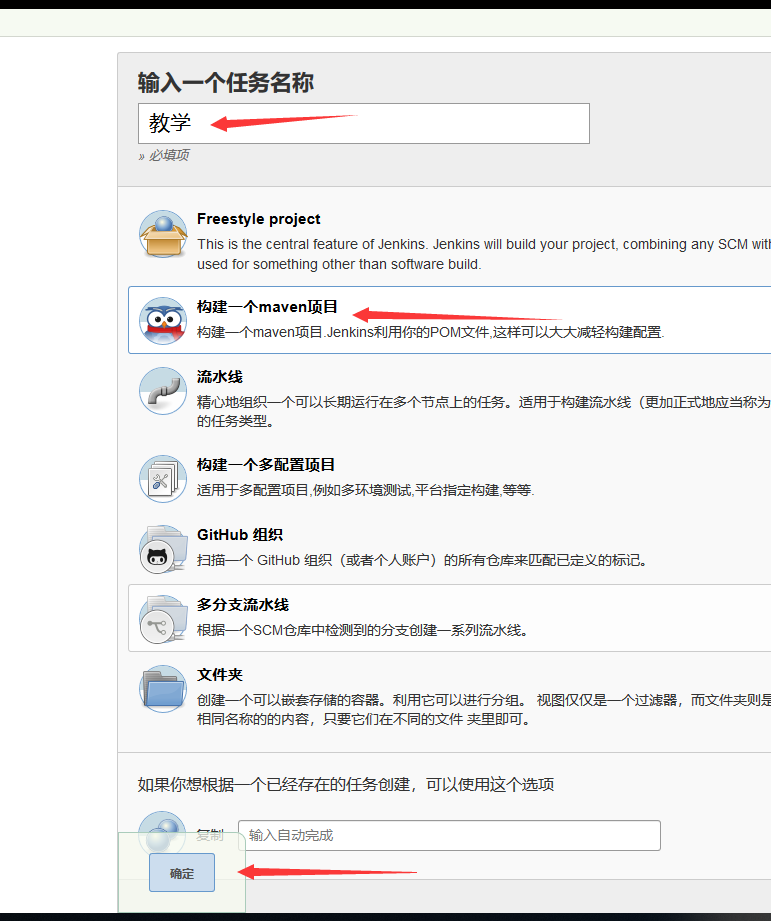 输入一个任务名称
教学
» 必填项
Freestyle project
This is the central feature of Jenkins. Jenkins will build your project, combining any SCM with
used for something other than software build.
构建一个maven项目
构建一个maven项目.Jenkins利用你的POM文件,这样可以大大减轻构建配置.
流水线
精心地组织一个可以长期运行在多个节点上的任务。适用于构建流水线（更加正式地应当称为
的任务类型。
构建一个多配置项目
适用于多配置项目,例如多环境测试,平台指定构建,等等.
GitHub 组织
扫描一个 GitHub 组织（或者个人账户）的所有仓库来匹配已定义的标记。
多分支流水线
根据一个SCM仓库中检测到的分支创建一系列流水线。
文件夹
创建一个可以嵌套存储的容器。利用它可以进行分组。 视图仅仅是一个过滤器，而文件夹则是
相同名称的的内容，只要它们在不同的文件 夹里即可。
如果你想根据一个已经存在的任务创建，可以使用这个选项
复制
输入自动完成
确定